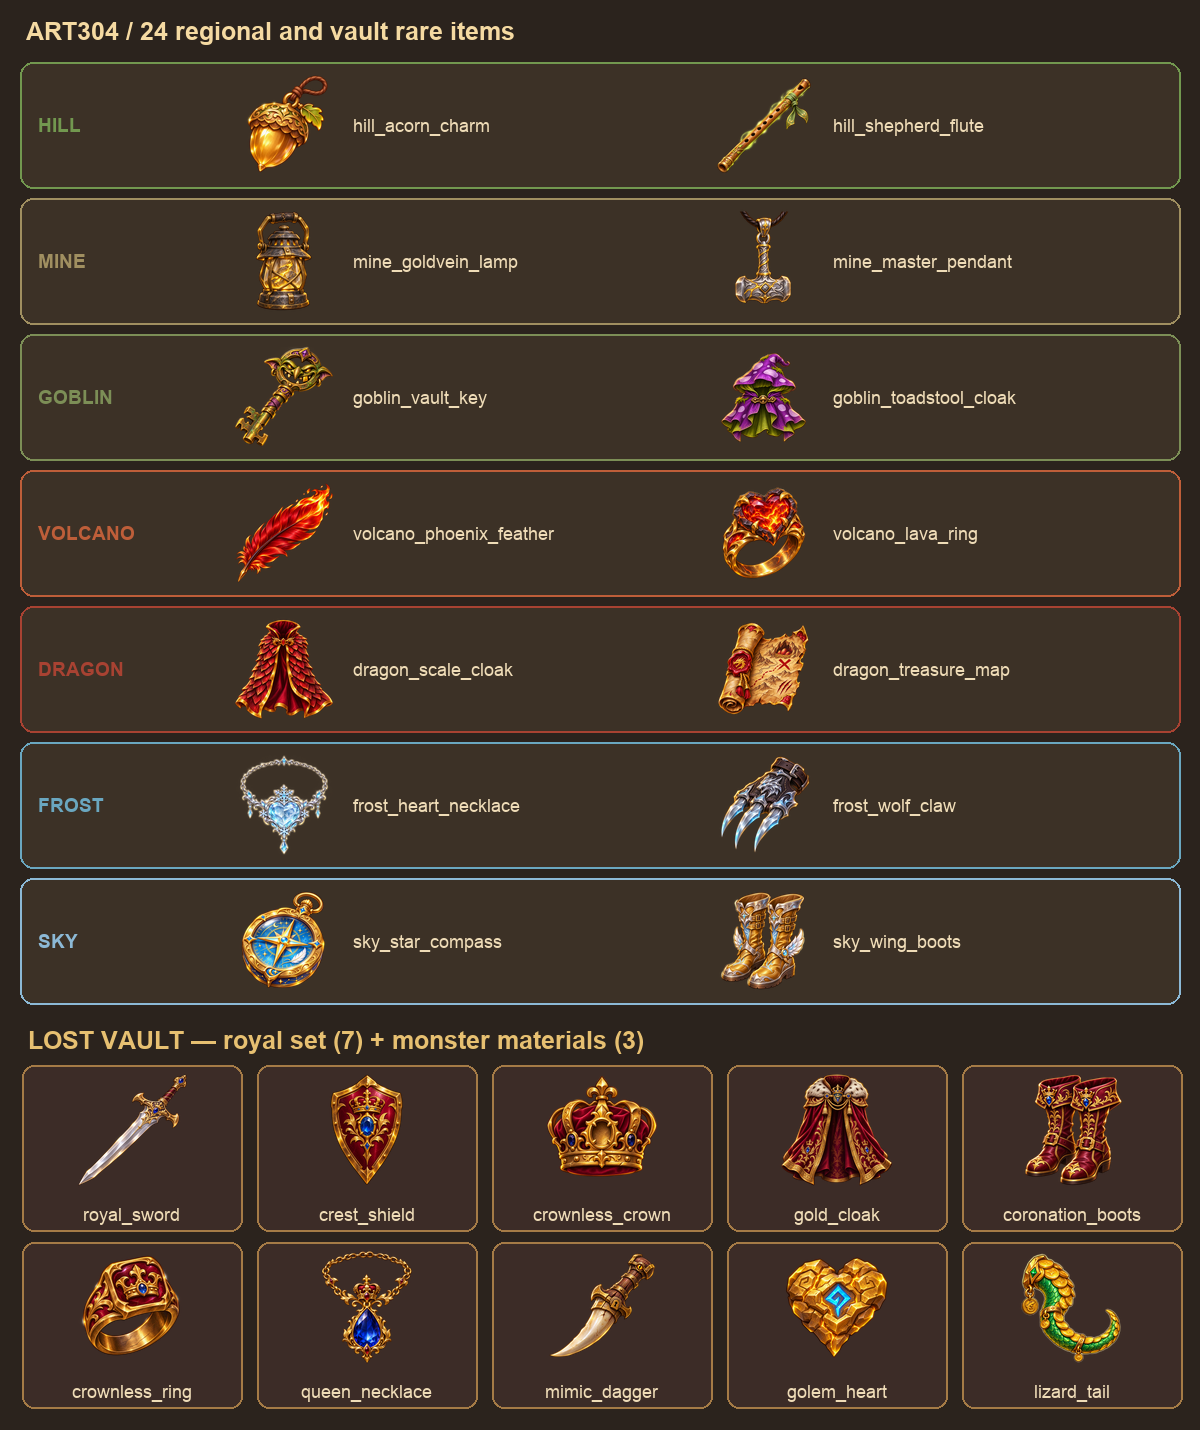 ART304 / 24 regional and vault rare items
HILL
hill_acorn_charm
hill_shepherd_flute
MINE
mine_goldvein_lamp
mine_master_pendant
GOBLIN
goblin_vault_key
goblin_toadstool_cloak
VOLCANO
volcano_phoenix_feather
volcano_lava_ring
DRAGON
dragon_scale_cloak
dragon_treasure_map
FROST
frost_heart_necklace
frost_wolf_claw
SKY
sky_star_compass
sky_wing_boots
LOST VAULT — royal set (7) + monster materials (3)
royal_sword
crest_shield
crownless_crown
gold_cloak
coronation_boots
crownless_ring
queen_necklace
mimic_dagger
golem_heart
lizard_tail